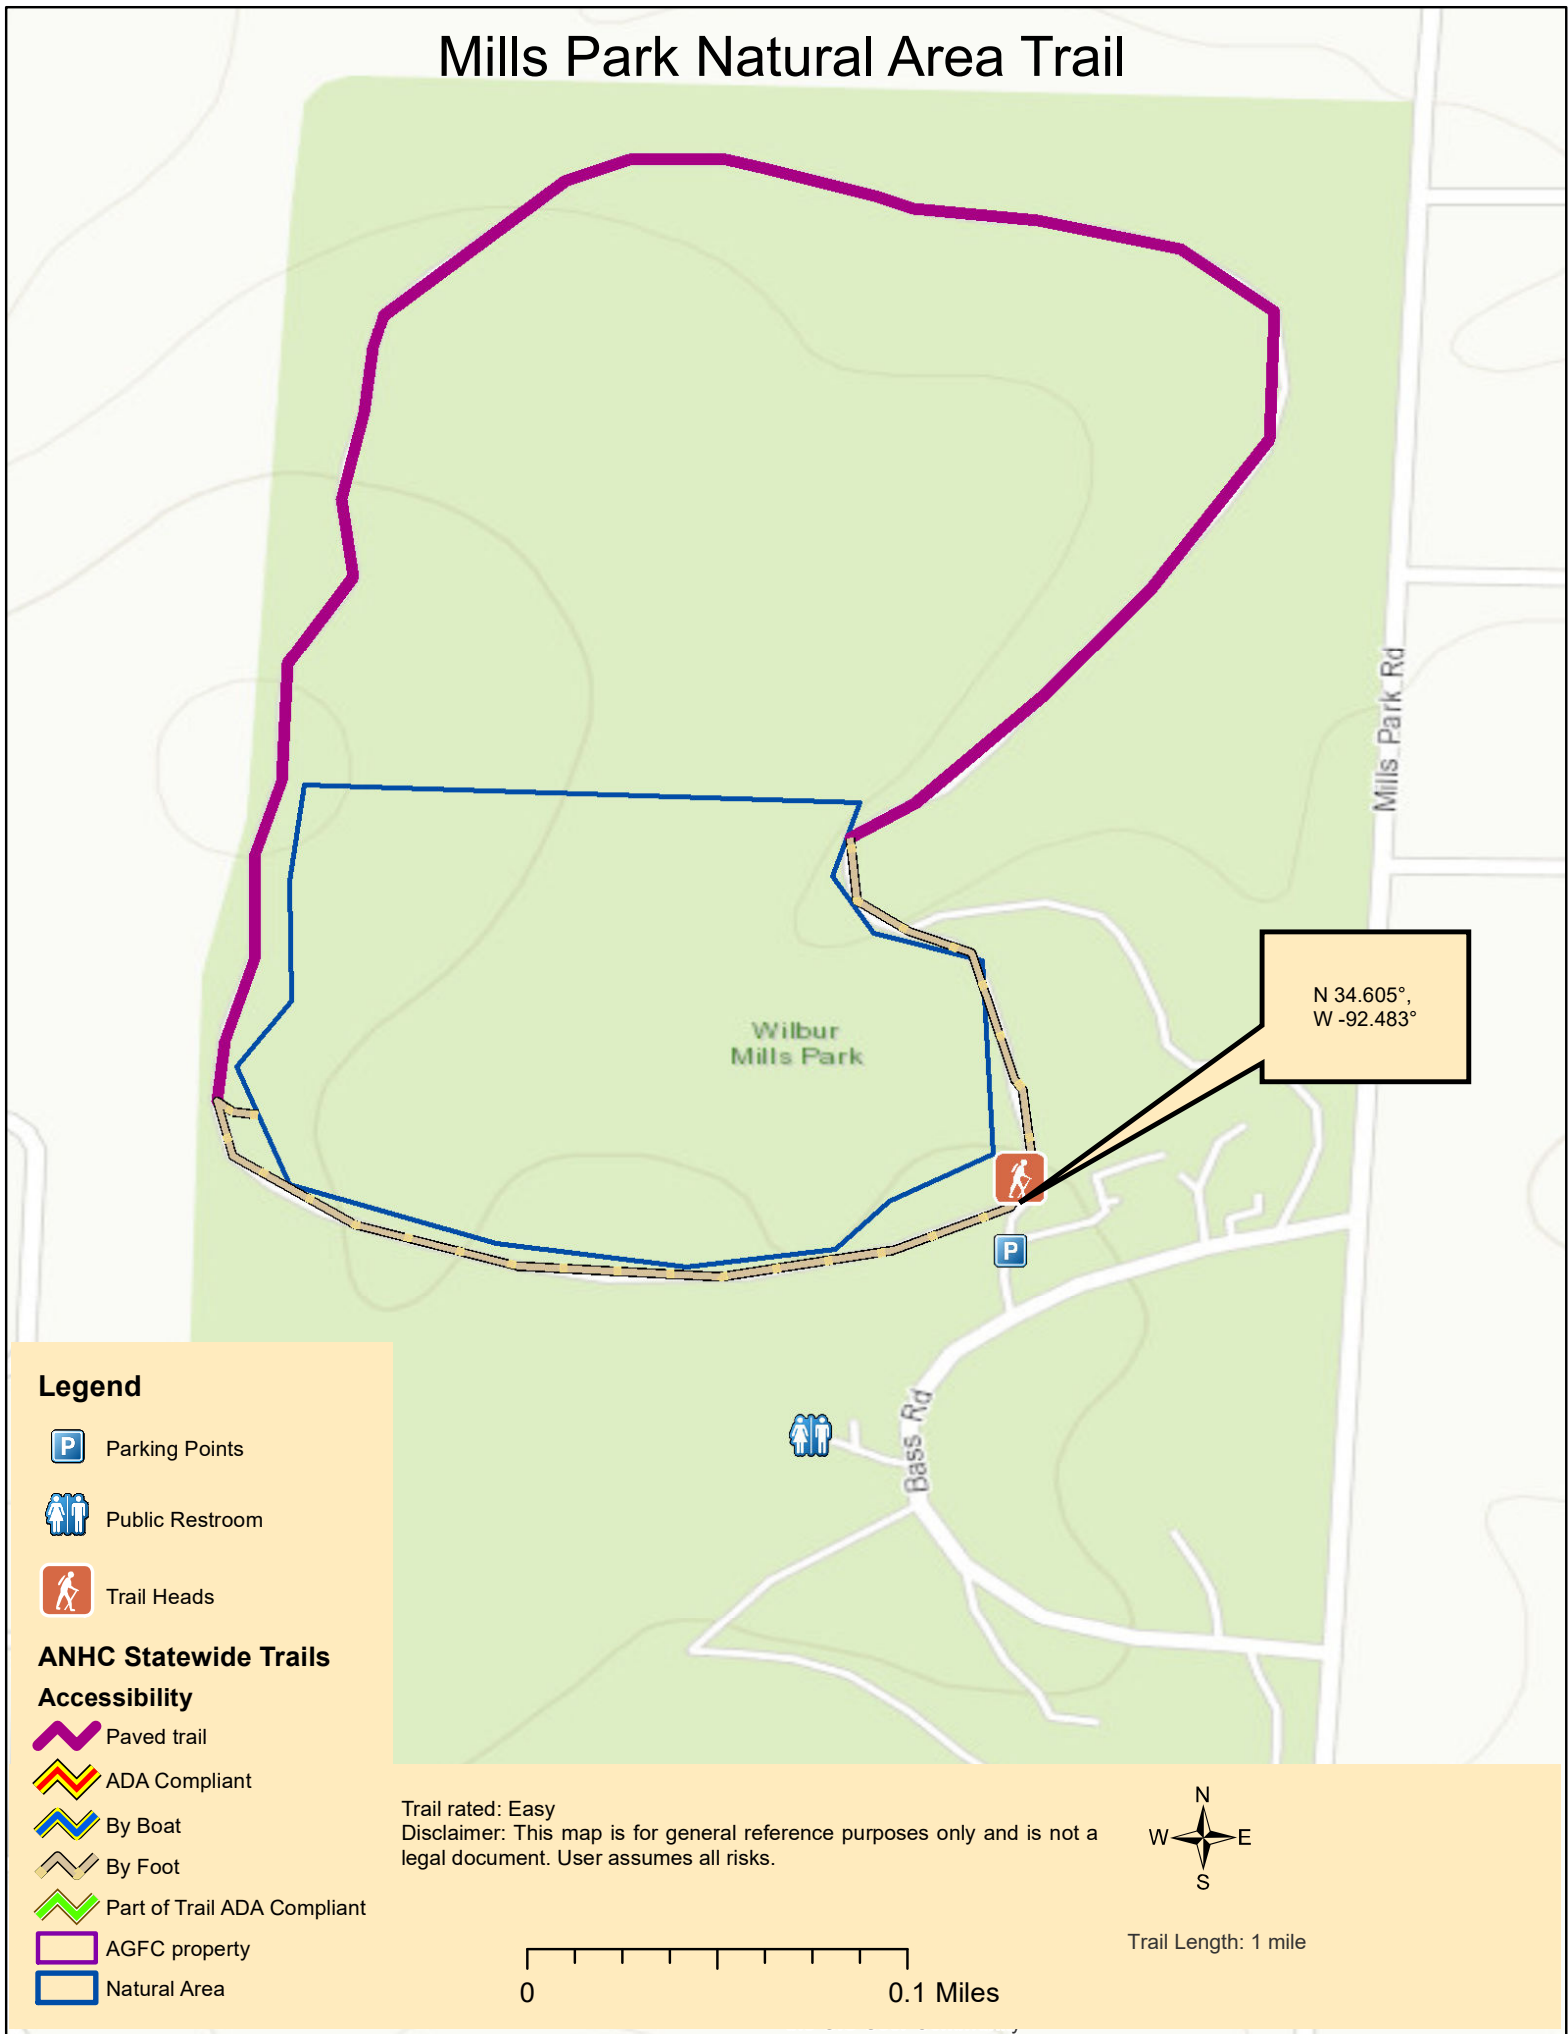 Mills Park Natural Area Trail
Mills Park Rd
N 34.605°,
W -92.483°
Wilbur
Mills Park
P
Bass Rd
Legend
P Parking Points
Public Restroom
Trail Heads
ANHC Statewide Trails
Accessibility
Paved trail
ADA Compliant
By Boat
By Foot
Part of Trail ADA Compliant
AGFC property
Natural Area
Trail rated: Easy
Disclaimer: This map is for general reference purposes only and is not a
legal document. User assumes all risks.
N
W E
S
Trail Length: 1 mile
0 0.1 Miles